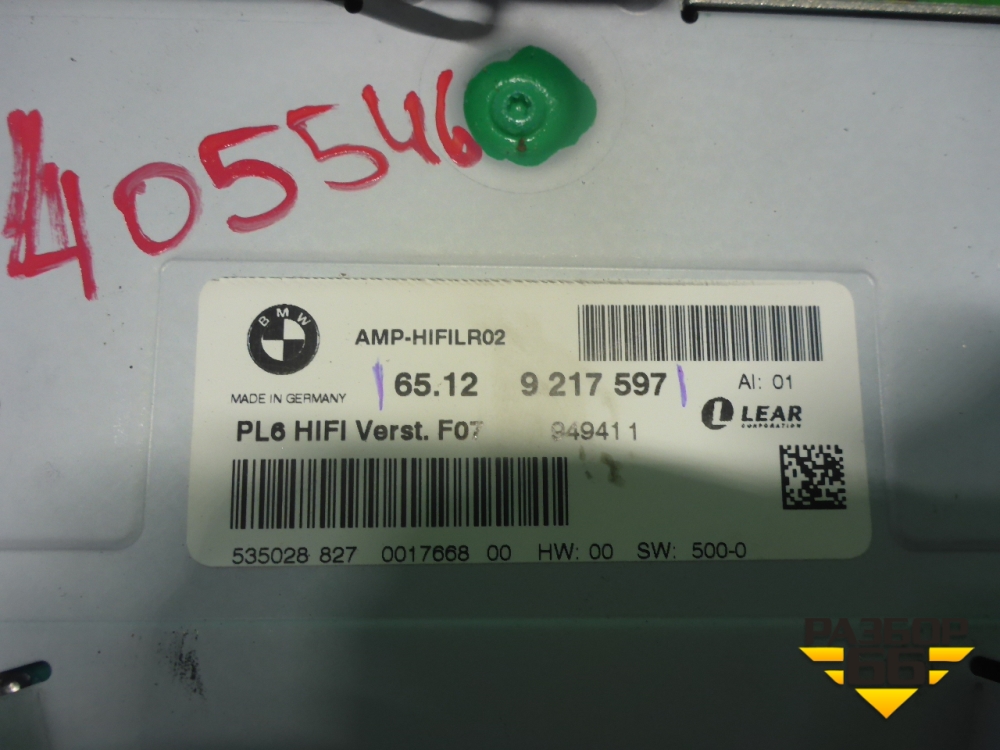 405546
BMW
AMP-HIFILR02
65.12 9 217 597
AI: 01
MADE IN GERMANY
LEAR
CORPORATION
PL6 HIFI Verst. F07 949411
535028 827 0017668 00 HW: 00 SW: 500-0
РАЗБОР
66